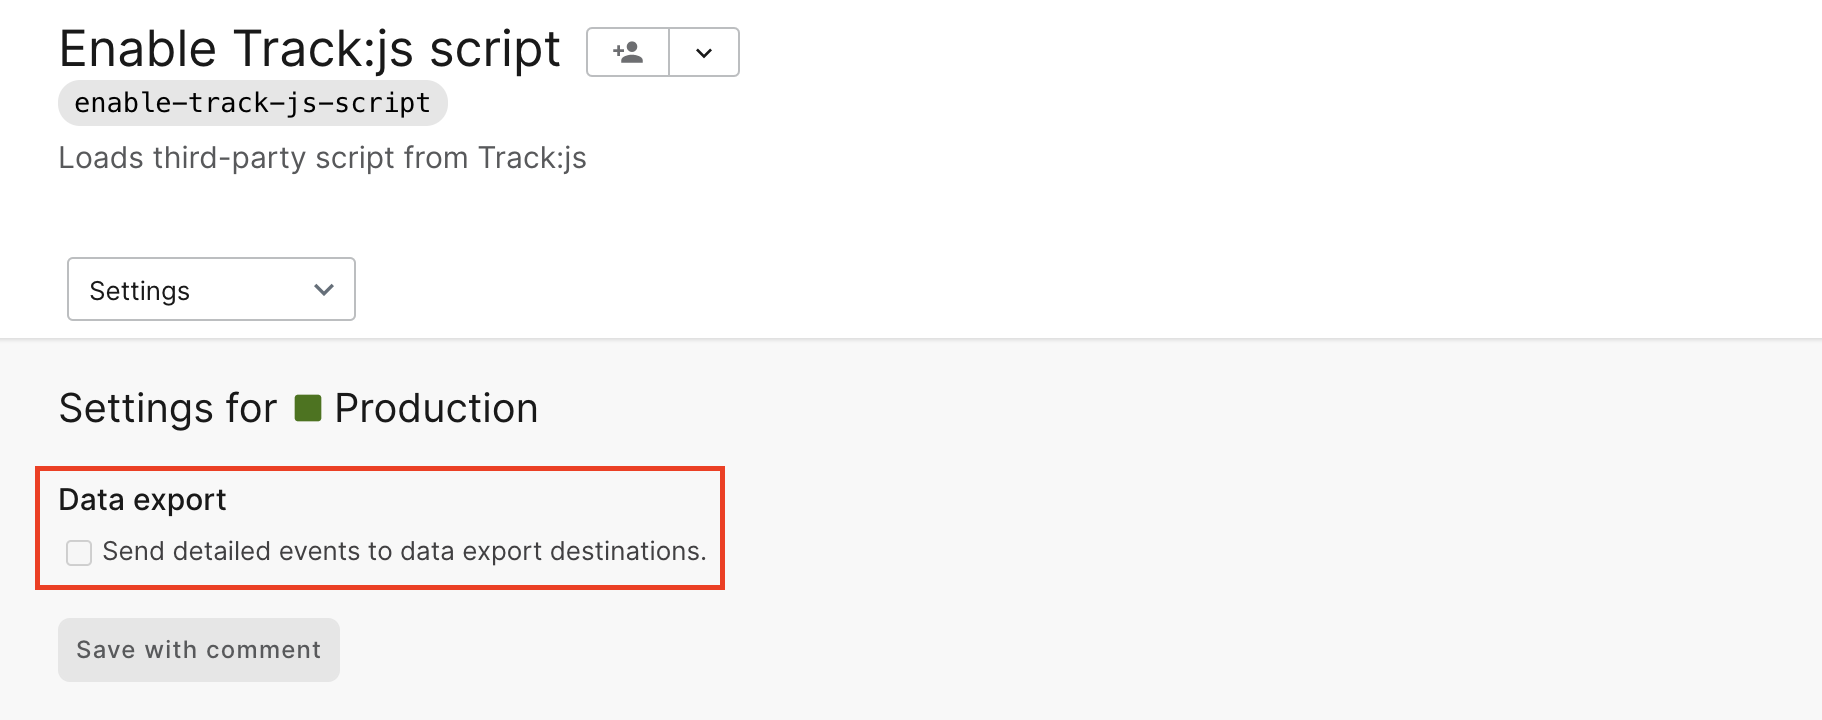 Enable Track:js script
enable-track-js-script
Loads third-party script from Track:js
Settings
Settings for Production
Data export
Send detailed events to data export destinations.
Save with comment